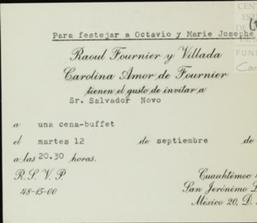 Para festejar a Octavio y Marie Josephe
Raoul Fournier y Villada
Carolina Amor de Fournier
tienen el gusto de invitar a
Sr. Salvador Novo
a una cena-buffet
el martes 12 de septiembre de
a las 20.30 horas.
R. S. V. P. Cuauhtémoc
48-15-00 San Jerónimo
México 20, D.